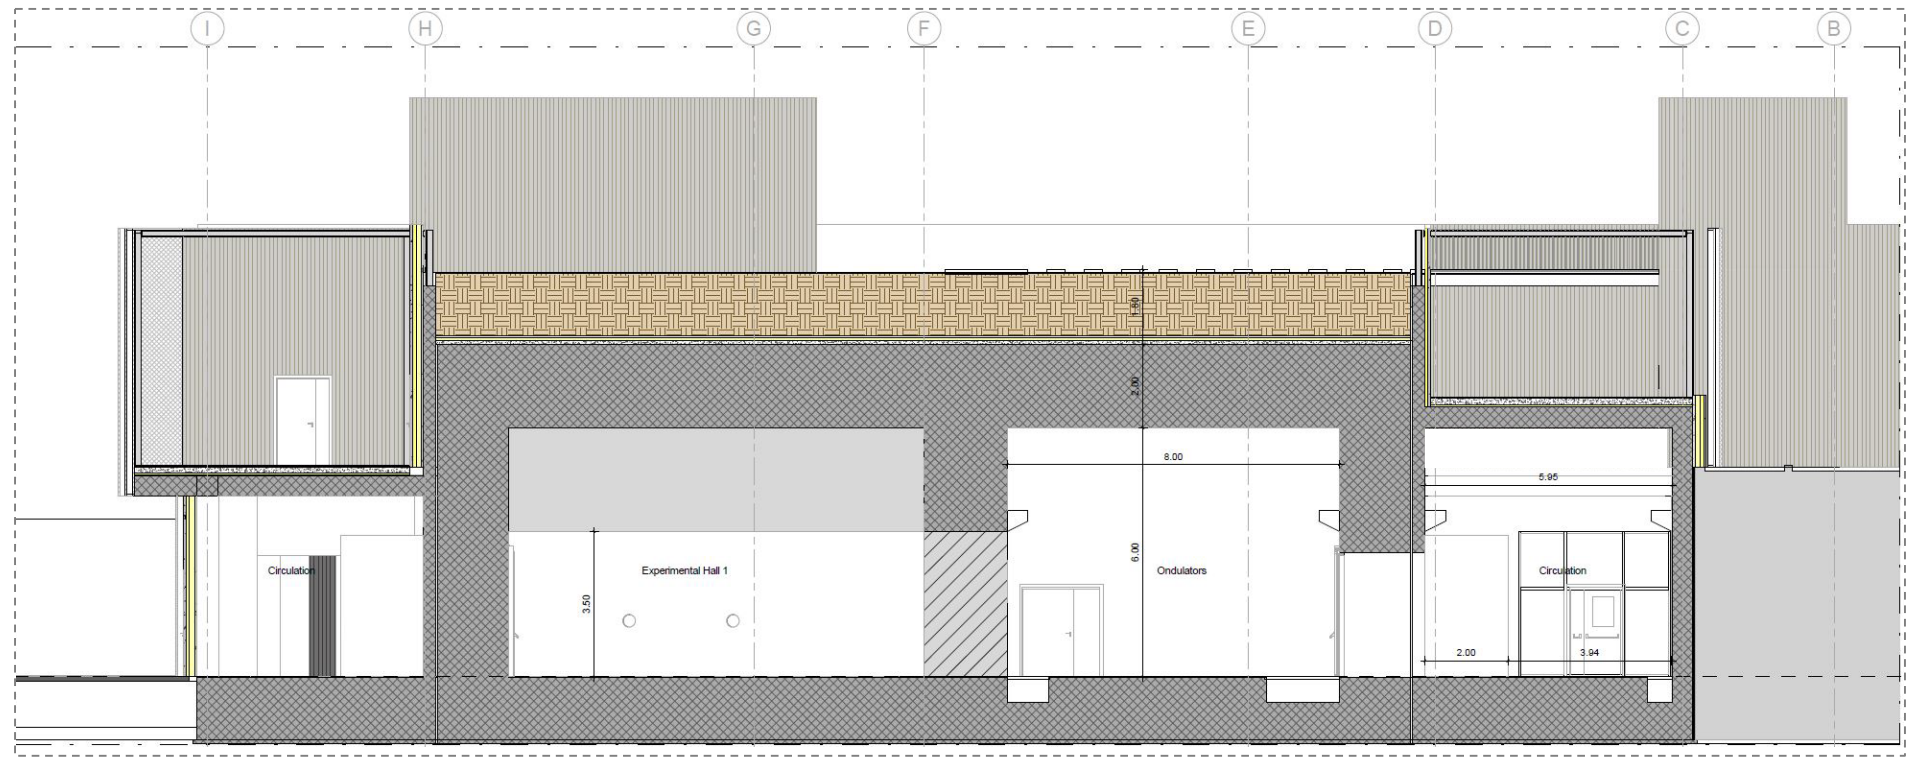 I H G F E D C B
1.60
2.00
8.00
5.95
6.00
3.50
Circulation
Experimental Hall 1
Ondulators
Circulation
2.00
3.94